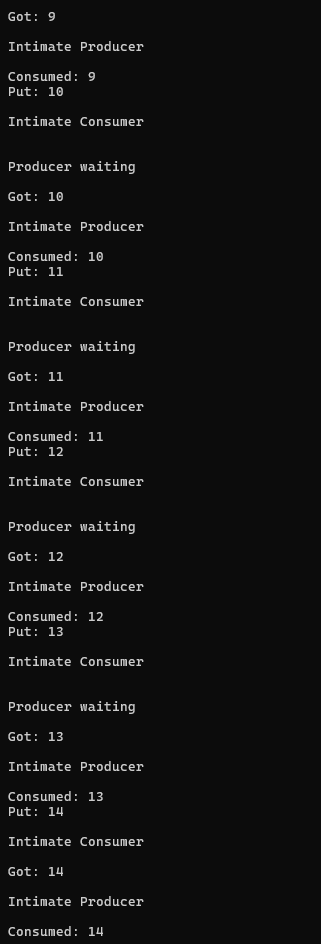 Got: 9
Intimate Producer
Consumed: 9
Put: 10
Intimate Consumer
Producer waiting
Got: 10
Intimate Producer
Consumed: 10
Put: 11
Intimate Consumer
Producer waiting
Got: 11
Intimate Producer
Consumed: 11
Put: 12
Intimate Consumer
Producer waiting
Got: 12
Intimate Producer
Consumed: 12
Put: 13
Intimate Consumer
Producer waiting
Got: 13
Intimate Producer
Consumed: 13
Put: 14
Intimate Consumer
Got: 14
Intimate Producer
Consumed: 14